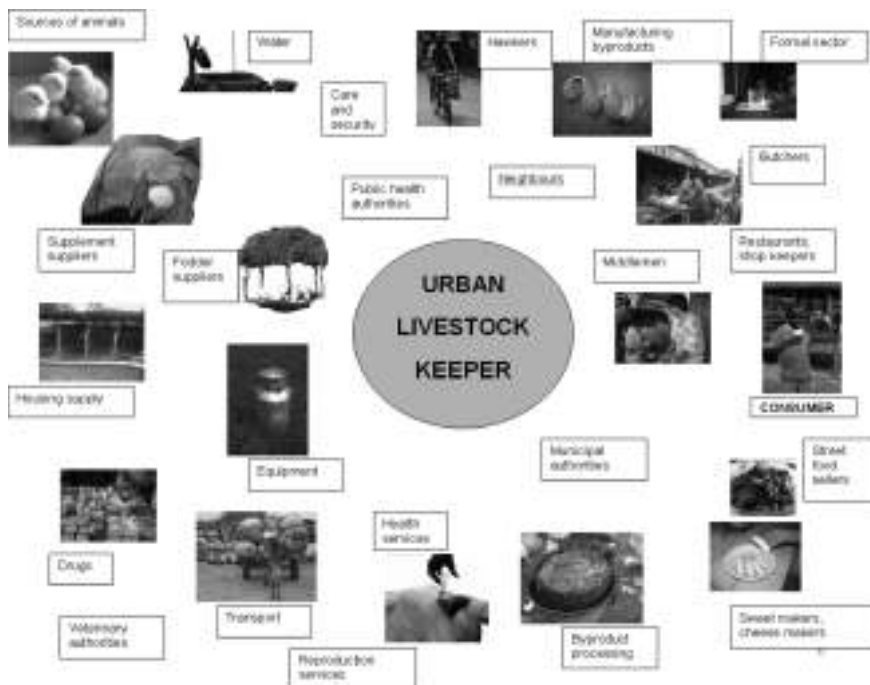 Sources of animals
Water
Hawkers
Manufacturing
byproducts
Formal sector
Care
and
security
Butchers
Neighbours
Public health
authorities
Supplement
suppliers
Fodder
suppliers
Middlemen
Restaurants,
shop keepers
URBAN
LIVESTOCK
KEEPER
Housing supply
CONSUMER
Equipment
Municipal
authorities
Street
food
sellers
Health
services
Drugs
Transport
Veterinary
authorities
Byproduct
processing
Sweet makers,
cheese makers
Reproduction
services